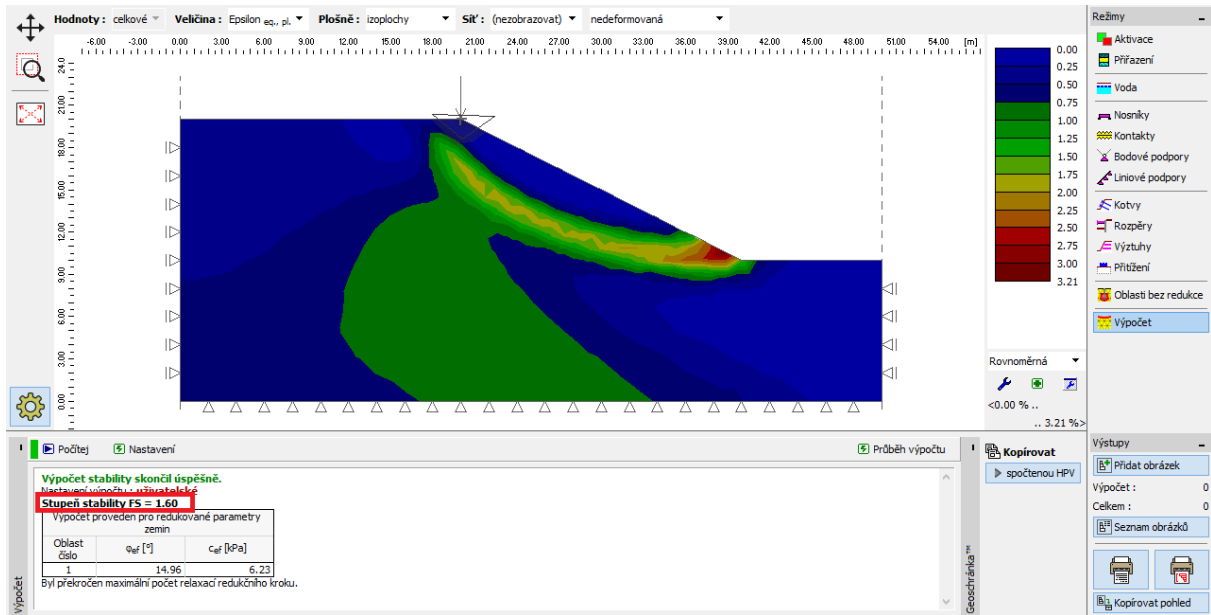 Hodnoty : celkové Veličina : Epsilon eq., pl. Plošně : izoplochy Síť : (nezobrazovat) nedeformovaná
-6.00 -3.00 0.00 3.00 6.00 9.00 12.00 15.00 18.00 21.00 24.00 27.00 30.00 33.00 36.00 39.00 42.00 45.00 48.00 51.00 54.00 [m]
24.0
21.00
18.00
15.00
12.00
9.00
6.00
3.00
0.00
0.00
0.25
0.50
0.75
1.00
1.25
1.50
1.75
2.00
2.25
2.50
2.75
3.00
3.21
Rovnoměrná
<0.00 % ..
.. 3.21 %>
Režimy
Aktivace
Přiřazení
Voda
Nosníky
Kontakty
Bodové podpory
Liniové podpory
Kotvy
Rozpěry
Výztuhy
Přitížení
Oblasti bez redukce
Výpočet
Výpočet
Počítej Nastavení Průběh výpočtu
Výpočet stability skončil úspěšně.
Nastavení výpočtu : uživatelské
Stupeň stability FS = 1.60
Výpočet proveden pro redukované parametry
zemin
Oblast
číslo
φef [°] cef [kPa]
1 14.96 6.23
Byl překročen maximální počet relaxací redukčního kroku.
Geoschránka™
Kopírovat
spočtenou HPV
Výstupy
Přidat obrázek
Výpočet : 0
Celkem : 0
Seznam obrázků
Kopírovat pohled